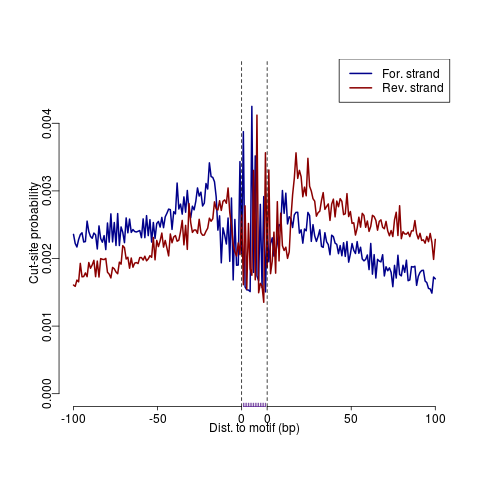 For. strand
Rev. strand
Cut-site probability
0.004
0.003
0.002
0.001
0.000
-100 -50 0 0 50 100
Dist. to motif (bp)